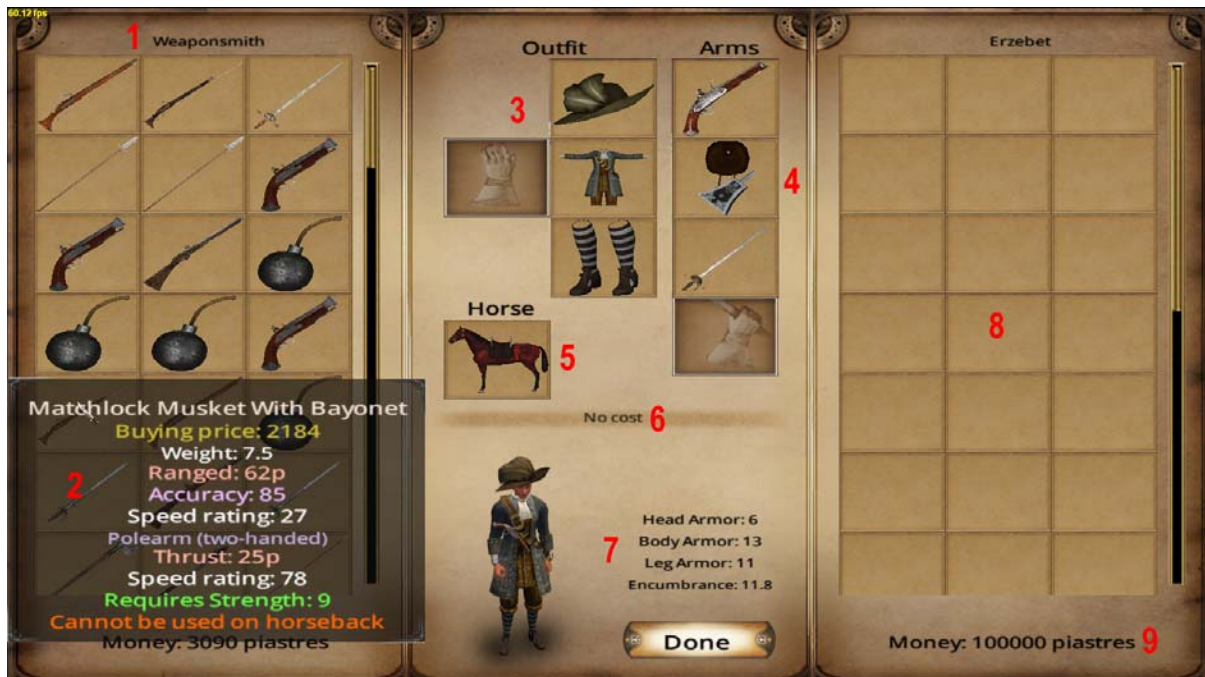 60.12 fps
1
Weaponsmith
Outfit
Arms
Erzebet
3
4
Horse
5
8
No cost
6
Matchlock Musket With Bayonet
Buying price: 2184
Weight: 7.5
Ranged: 62p
2
Accuracy: 85
Speed rating: 27
Polearm (two-handed)
Thrust: 25p
Speed rating: 78
Requires Strength: 9
Cannot be used on horseback
Money: 3090 piastres
7
Head Armor: 6
Body Armor: 13
Leg Armor: 11
Encumbrance: 11.8
Done
Money: 100000 piastres
9